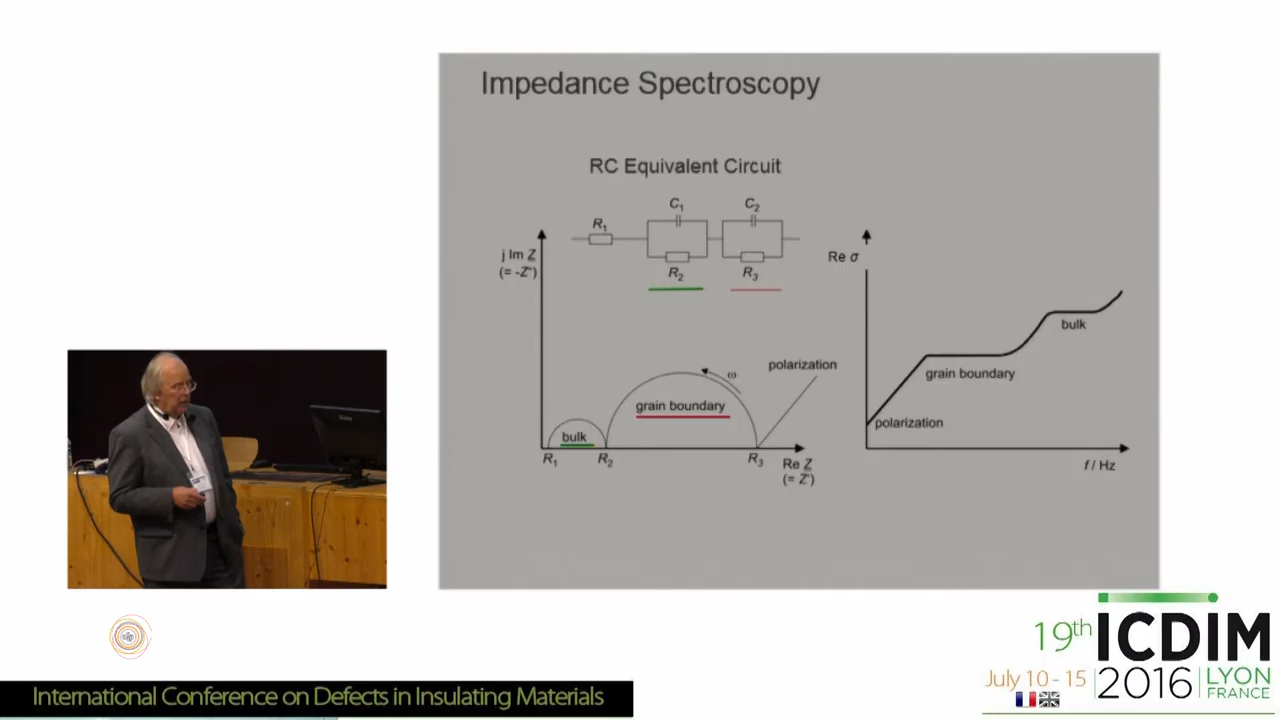 Impedance Spectroscopy
RC Equivalent Circuit
C1
C2
R1
R2
R3
j Im Z
(= -Z")
bulk
grain boundary
ω
polarization
R1
R2
R3
Re Z
(= Z')
Re σ
polarization
grain boundary
bulk
f / Hz
19th ICDIM
July 10 - 15 2016 LYON
FRANCE
International Conference on Defects in Insulating Materials